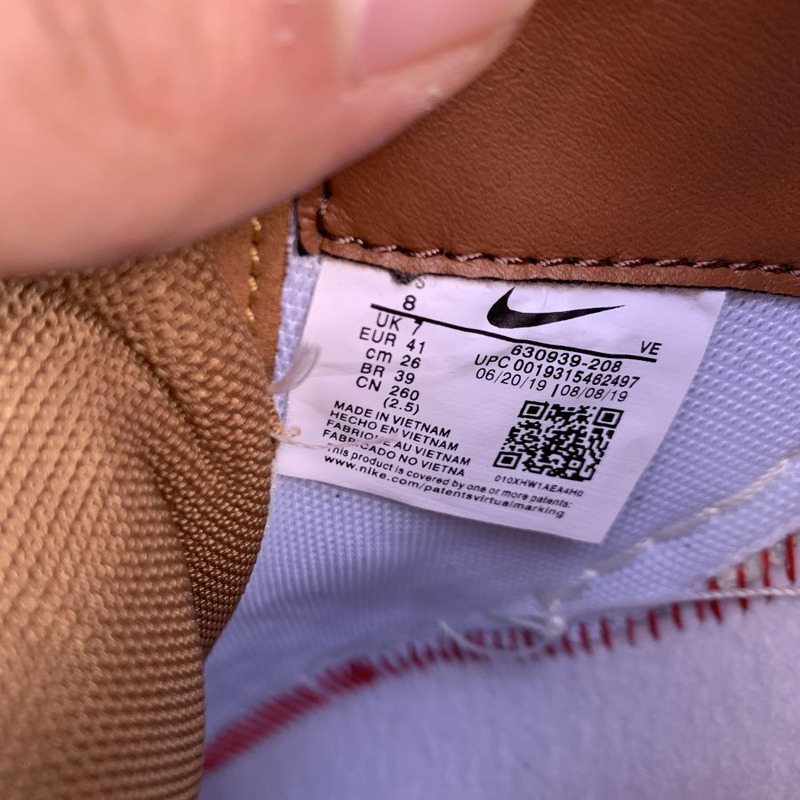 8
UK 7
EUR 41
cm 26
BR 39
CN 260
(2.5)
VE
630939-208
UPC 0019315462497
06/20/19 | 08/08/19
MADE IN VIETNAM
HECHO EN VIETNAM
FABRIQUE AU VIETNAM
FABRICADO NO VIETNA
This product is covered by one or more patents:
www.nike.com/patentsvirtualmarking
010XHW1AEA4H0